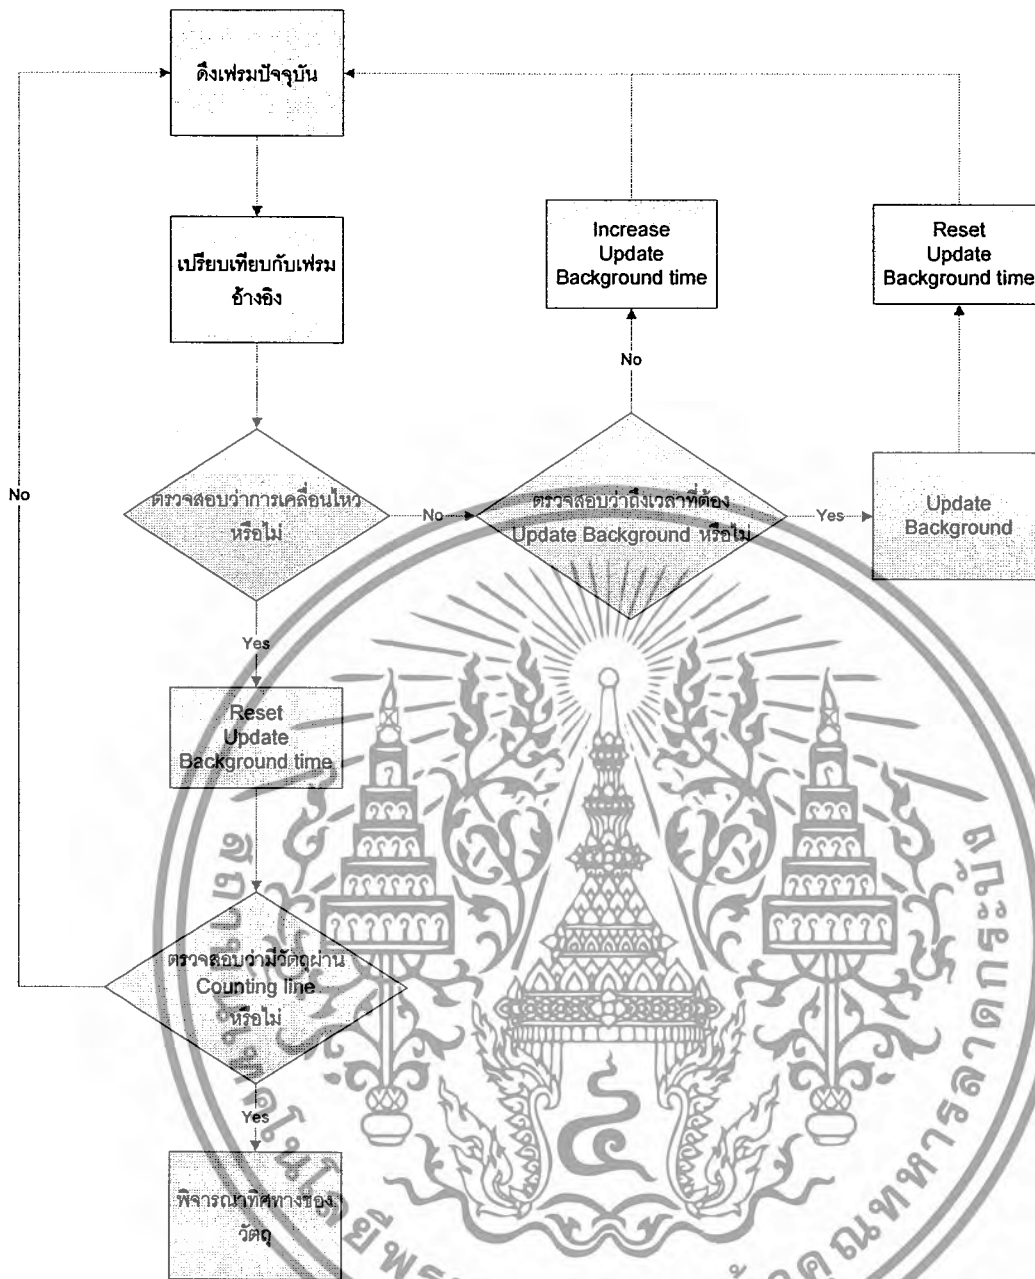 ดึงเฟรมปัจจุบัน
เปรียบเทียบกับเฟรม
อ้างอิง
Increase
Update
Background time
Reset
Update
Background time
No
No
ตรวจสอบว่าการเคลื่อนไหว
หรือไม่
No
ตรวจสอบว่าถึงเวลาที่ต้อง
Update Background หรือไม่
Yes
Update
Background
Yes
Reset
Update
Background time
ตรวจสอบว่ามีวัตถุผ่าน
Counting line
หรือไม่
Yes
พิจารณาทิศทางของ
วัตถุ